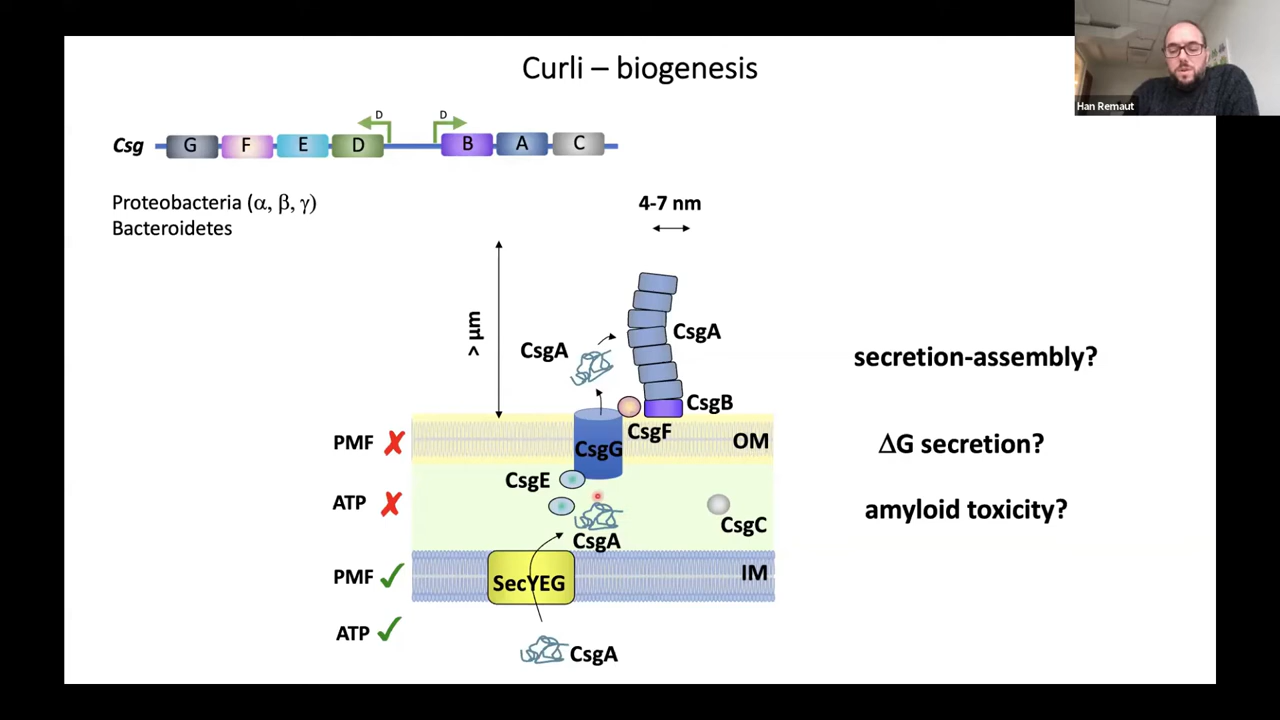 Curli – biogenesis
Han Remaut
D D
Csg G F E D B A C
Proteobacteria (α, β, γ)
Bacteroidetes
4-7 nm
> μm
CsgA
CsgA
secretion-assembly?
CsgB
CsgF
PMF ✗
CsgG
OM
ΔG secretion?
CsgE
ATP ✗
amyloid toxicity?
CsgC
CsgA
PMF ✓
SecYEG
IM
ATP ✓
CsgA